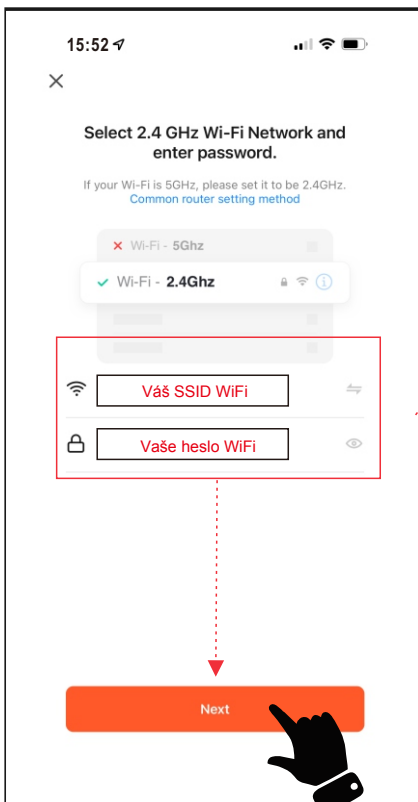 15:52
Select 2.4 GHz Wi-Fi Network and
enter password.
If your Wi-Fi is 5GHz, please set it to be 2.4GHz.
Common router setting method
Wi-Fi - 5Ghz
Wi-Fi - 2.4Ghz
Váš SSID WiFi
Vaše heslo WiFi
Next